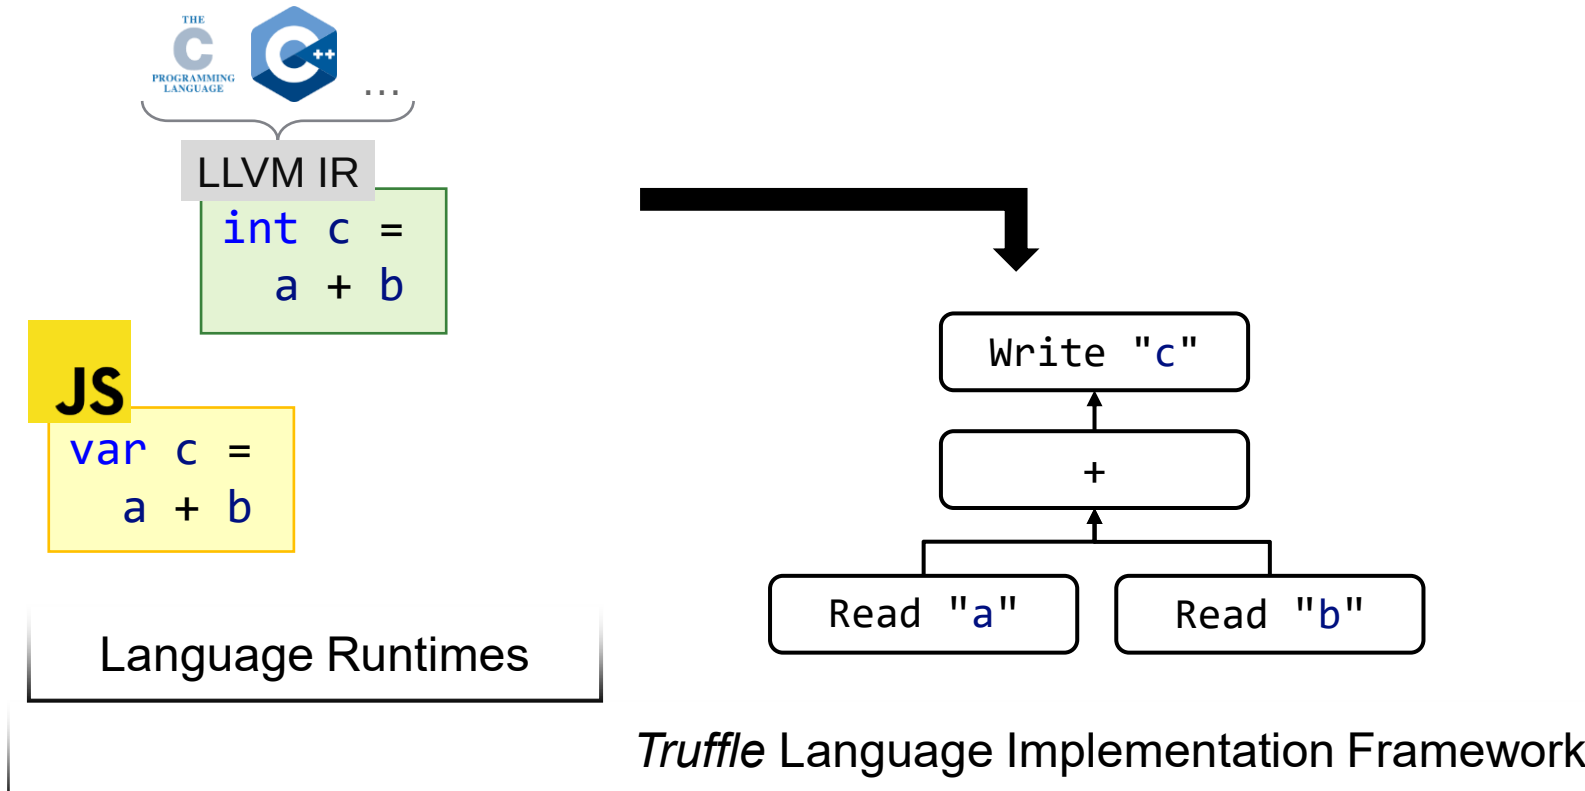 THE
C
PROGRAMMING
LANGUAGE
C++
...
LLVM IR
int c =
a + b
JS
var c =
a + b
Language Runtimes
Write "c"
+
Read "a"
Read "b"
Truffle Language Implementation Framework